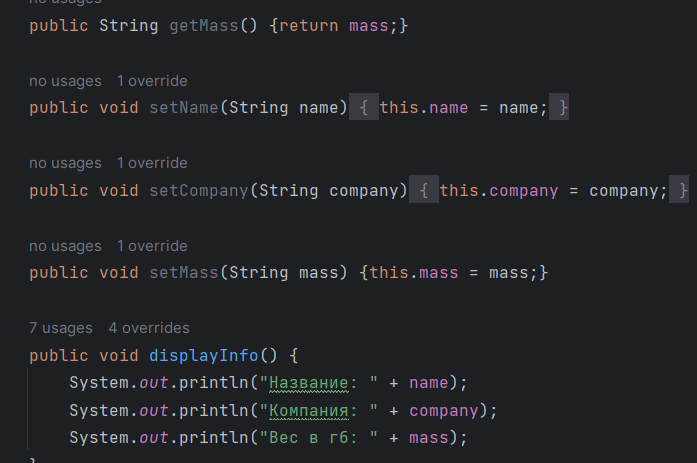 no usages
public String getMass() {return mass;}
no usages 1 override
public void setName(String name) { this.name = name; }
no usages 1 override
public void setCompany(String company) { this.company = company; }
no usages 1 override
public void setMass(String mass) {this.mass = mass;}
7 usages 4 overrides
public void displayInfo() {
System.out.println("Название: " + name);
System.out.println("Компания: " + company);
System.out.println("Вес в гб: " + mass);
}